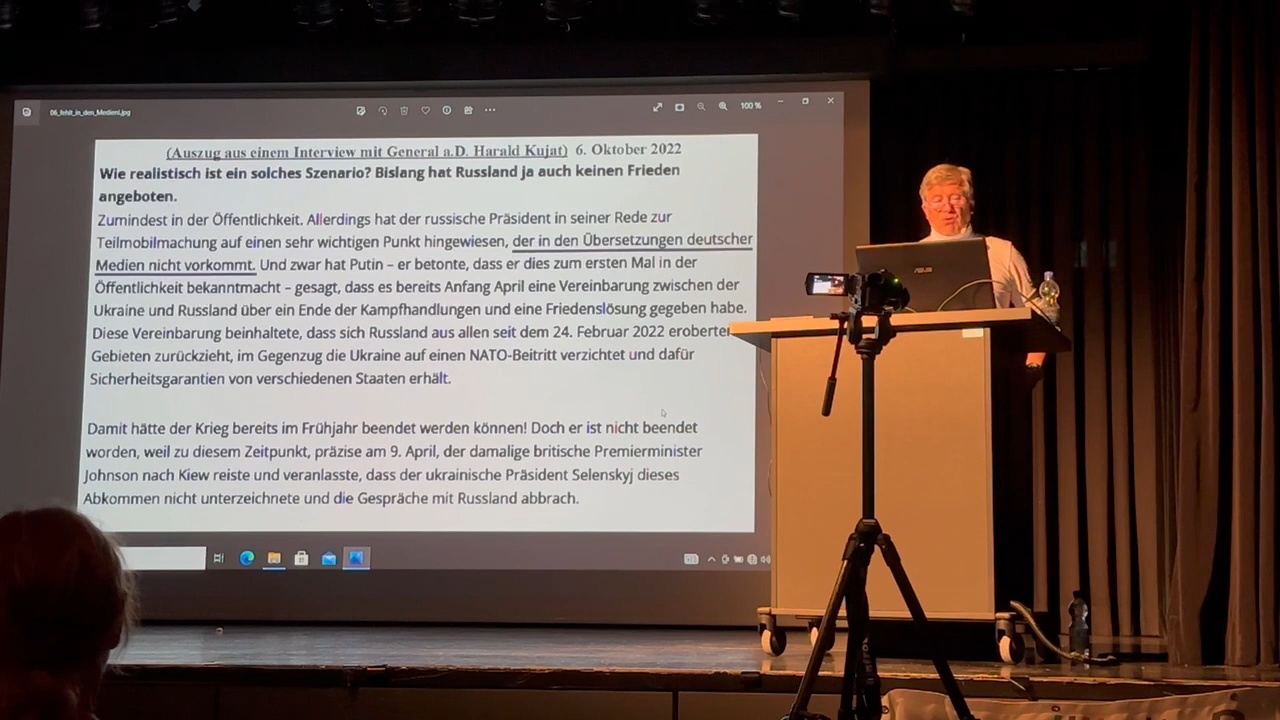 06_fehlt_in_den_MedienI.jpg
100 %
(Auszug aus einem Interview mit General a.D. Harald Kujat) 6. Oktober 2022
Wie realistisch ist ein solches Szenario? Bislang hat Russland ja auch keinen Frieden
angeboten.
Zumindest in der Öffentlichkeit. Allerdings hat der russische Präsident in seiner Rede zur
Teilmobilmachung auf einen sehr wichtigen Punkt hingewiesen, der in den Übersetzungen deutscher
Medien nicht vorkommt. Und zwar hat Putin – er betonte, dass er dies zum ersten Mal in der
Öffentlichkeit bekanntmacht – gesagt, dass es bereits Anfang April eine Vereinbarung zwischen der
Ukraine und Russland über ein Ende der Kampfhandlungen und eine Friedenslösung gegeben habe.
Diese Vereinbarung beinhaltete, dass sich Russland aus allen seit dem 24. Februar 2022 eroberten
Gebieten zurückzieht, im Gegenzug die Ukraine auf einen NATO-Beitritt verzichtet und dafür
Sicherheitsgarantien von verschiedenen Staaten erhält.
Damit hätte der Krieg bereits im Frühjahr beendet werden können! Doch er ist nicht beendet
worden, weil zu diesem Zeitpunkt, präzise am 9. April, der damalige britische Premierminister
Johnson nach Kiew reiste und veranlasste, dass der ukrainische Präsident Selenskyj dieses
Abkommen nicht unterzeichnete und die Gespräche mit Russland abbrach.
ASUS